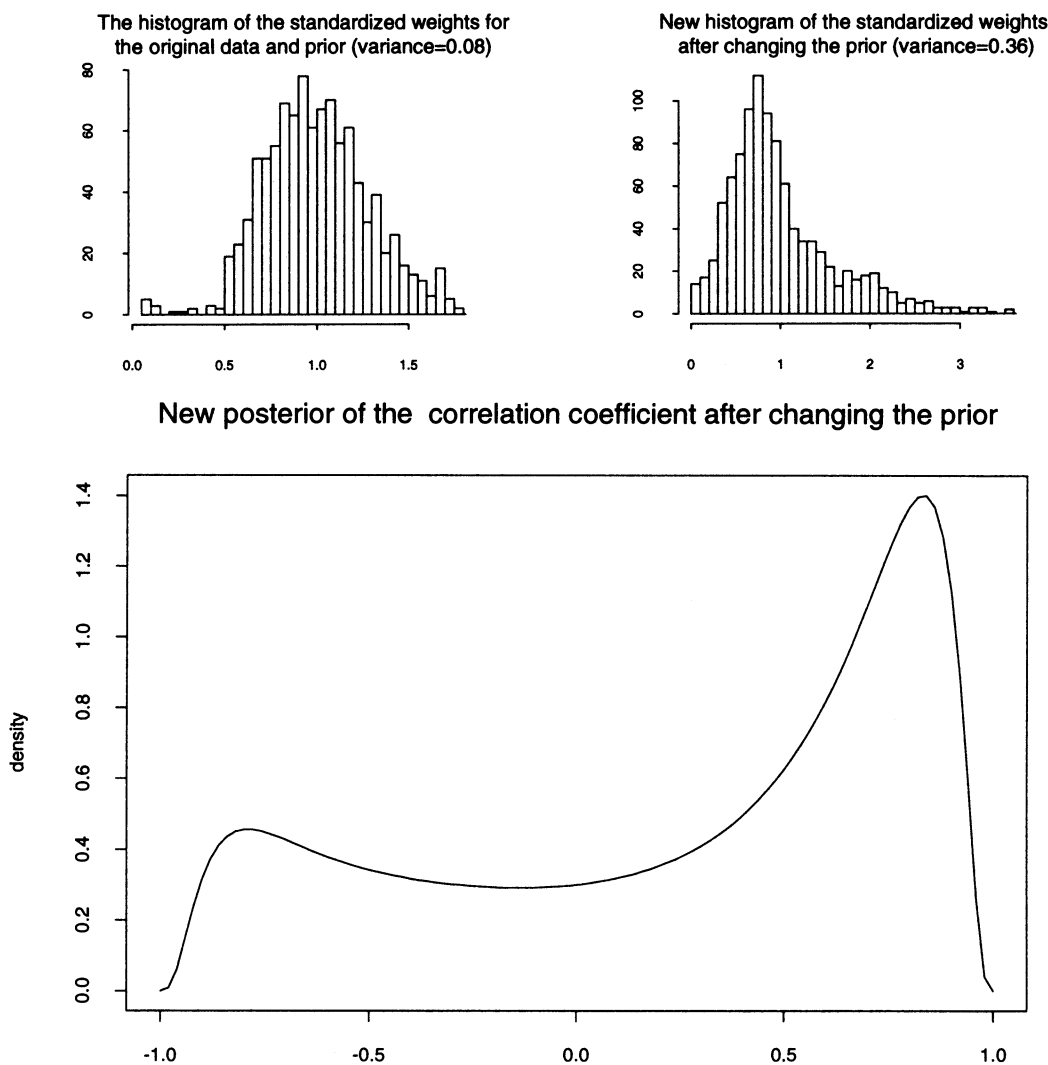 The histogram of the standardized weights for
the original data and prior (variance=0.08)
80
60
40
20
0
0.0 0.5 1.0 1.5
New histogram of the standardized weights
after changing the prior (variance=0.36)
100
80
60
40
20
0
0 1 2 3
New posterior of the correlation coefficient after changing the prior
density
1.4
1.2
1.0
0.8
0.6
0.4
0.2
0.0
-1.0 -0.5 0.0 0.5 1.0